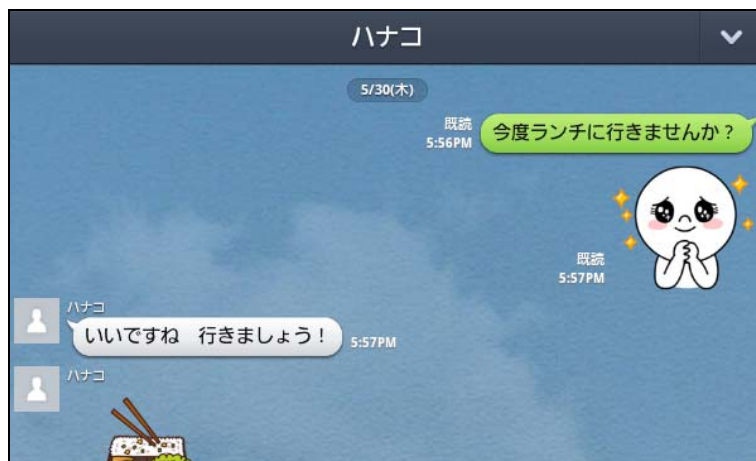 ハナコ
5/30(木)
今度ランチに行きませんか？
既読
5:56PM
既読
5:57PM
ハナコ
いいですね　行きましょう！
5:57PM
ハナコ